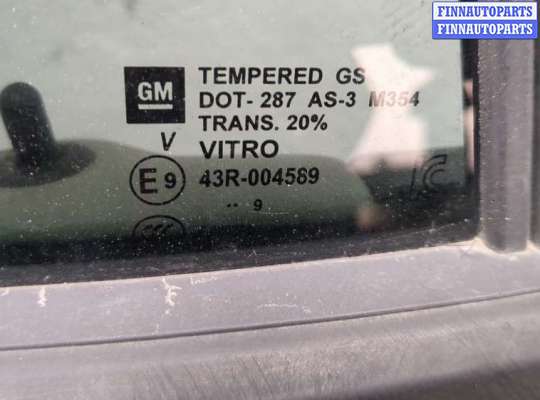 FINNAUTOPARTS
FINNAUTOPARTS
GM TEMPERED GS
DOT- 287 AS-3 M354
TRANS. 20%
V VITRO
E9 43R-004589
.. 9